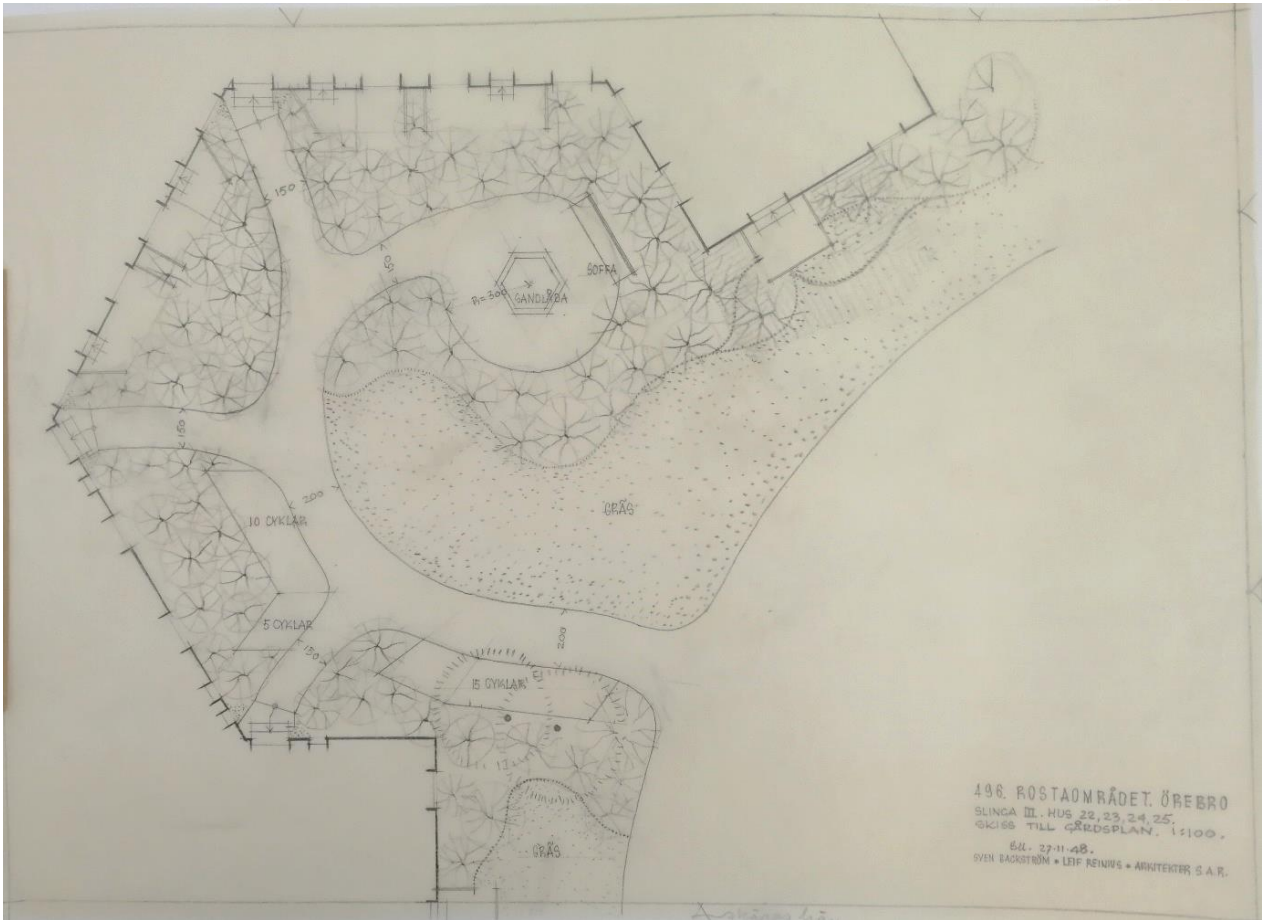 150
150
SOFFA
R=300
SANDLÅDA
150
200
10 CYKLAR
GRÄS
5 CYKLAR
150
200
15 CYKLAR
GRÄS
496. ROSTAOMRÅDET. ÖREBRO
SLINGA III. HUS 22, 23, 24, 25.
SKISS TILL GÅRDSPLAN. 1:100.
27-11-48.
SVEN BACKSTRÖM • LEIF REINIUS • ARKITEKTER S.A.R.